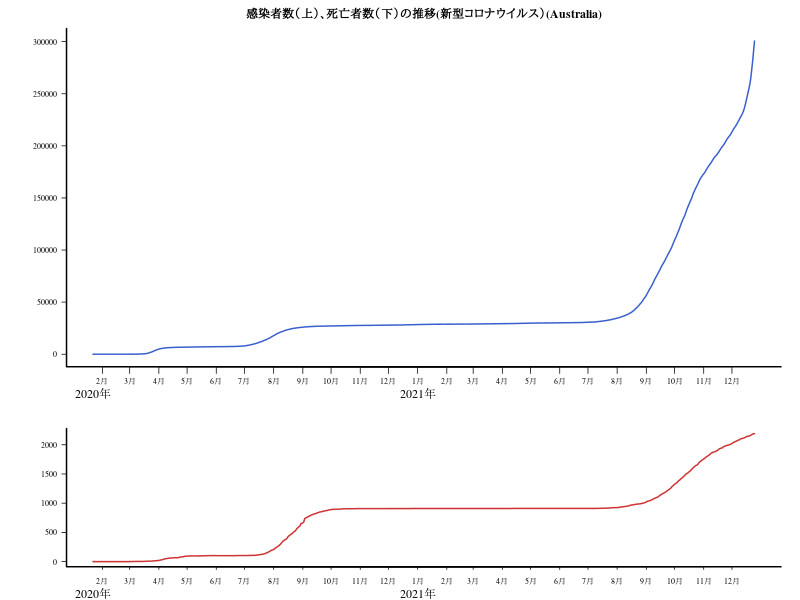 感染者数（上）、死亡者数（下）の推移(新型コロナウイルス）(Australia)
300000
250000
200000
150000
100000
50000
0
2月 3月 4月 5月 6月 7月 8月 9月 10月 11月 12月 1月 2月 3月 4月 5月 6月 7月 8月 9月 10月 11月 12月
2020年 2021年
2000
1500
1000
500
0
2月 3月 4月 5月 6月 7月 8月 9月 10月 11月 12月 1月 2月 3月 4月 5月 6月 7月 8月 9月 10月 11月 12月
2020年 2021年